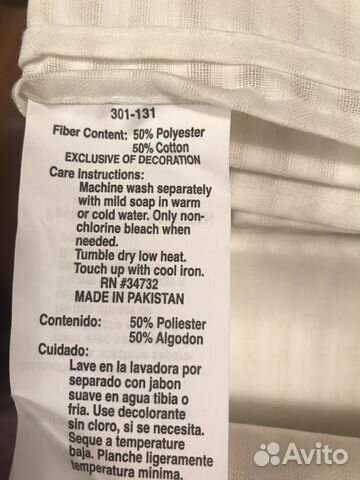 301-131
Fiber Content: 50% Polyester
50% Cotton
EXCLUSIVE OF DECORATION
Care Instructions:
Machine wash separately
with mild soap in warm
or cold water. Only non-
chlorine bleach when
needed.
Tumble dry low heat.
Touch up with cool iron.
RN #34732
MADE IN PAKISTAN
Contenido: 50% Poliester
50% Algodon
Cuidado:
Lave en la lavadora por
separado con jabon
suave en agua tibia o
fria. Use decolorante
sin cloro, si se necesita.
Seque a temperature
baja. Planche ligeramente
temperatura minima.
Avito